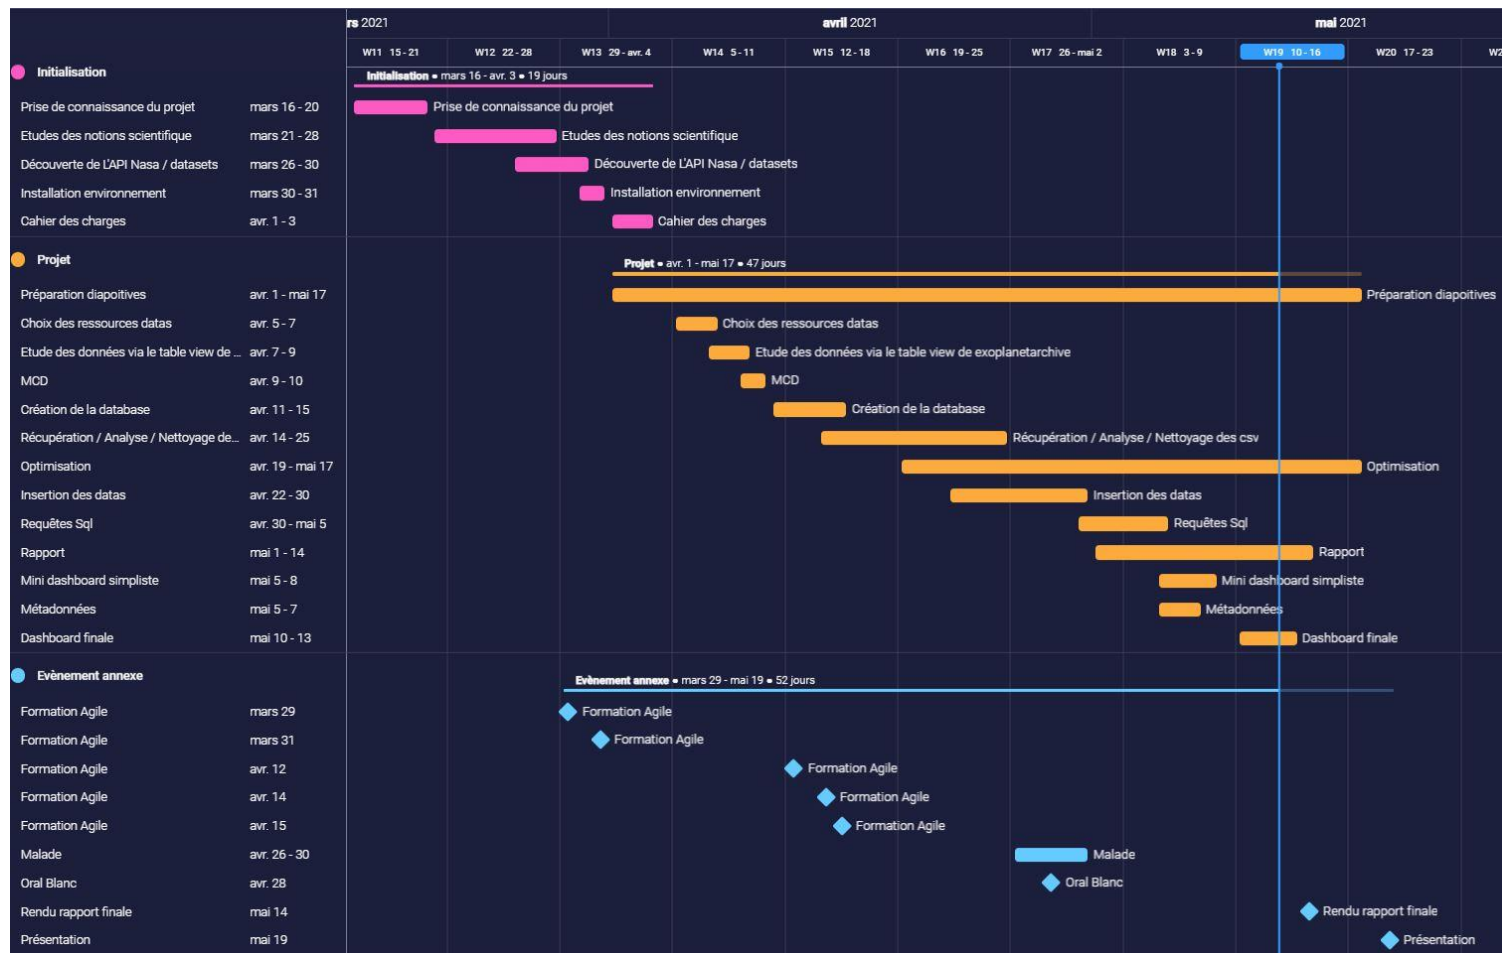 rs 2021 avril 2021 mai 2021
W11 15-21 W12 22-28 W13 29-avr. 4 W14 5-11 W15 12-18 W16 19-25 W17 26-mai 2 W18 3-9 W19 10-16 W20 17-23 W2
Initialisation
Initialisation • mars 16 - avr. 3 • 19 jours
Prise de connaissance du projet mars 16 - 20 Prise de connaissance du projet
Etudes des notions scientifique mars 21 - 28 Etudes des notions scientifique
Découverte de L'API Nasa / datasets mars 26 - 30 Découverte de L'API Nasa / datasets
Installation environnement mars 30 - 31 Installation environnement
Cahier des charges avr. 1 - 3 Cahier des charges
Projet
Projet • avr. 1 - mai 17 • 47 jours
Préparation diapoitives avr. 1 - mai 17 Préparation diapoitives
Choix des ressources datas avr. 5 - 7 Choix des ressources datas
Etude des données via le table view de ... avr. 7 - 9 Etude des données via le table view de exoplanetarchive
MCD avr. 9 - 10 MCD
Création de la database avr. 11 - 15 Création de la database
Récupération / Analyse / Nettoyage de... avr. 14 - 25 Récupération / Analyse / Nettoyage des csv
Optimisation avr. 19 - mai 17 Optimisation
Insertion des datas avr. 22 - 30 Insertion des datas
Requêtes Sql avr. 30 - mai 5 Requêtes Sql
Rapport mai 1 - 14 Rapport
Mini dashboard simpliste mai 5 - 8 Mini dashboard simpliste
Métadonnées mai 5 - 7 Métadonnées
Dashboard finale mai 10 - 13 Dashboard finale
Evènement annexe
Evènement annexe • mars 29 - mai 19 • 52 jours
Formation Agile mars 29 Formation Agile
Formation Agile mars 31 Formation Agile
Formation Agile avr. 12 Formation Agile
Formation Agile avr. 14 Formation Agile
Formation Agile avr. 15 Formation Agile
Malade avr. 26 - 30 Malade
Oral Blanc avr. 28 Oral Blanc
Rendu rapport finale mai 14 Rendu rapport finale
Présentation mai 19 Présentation